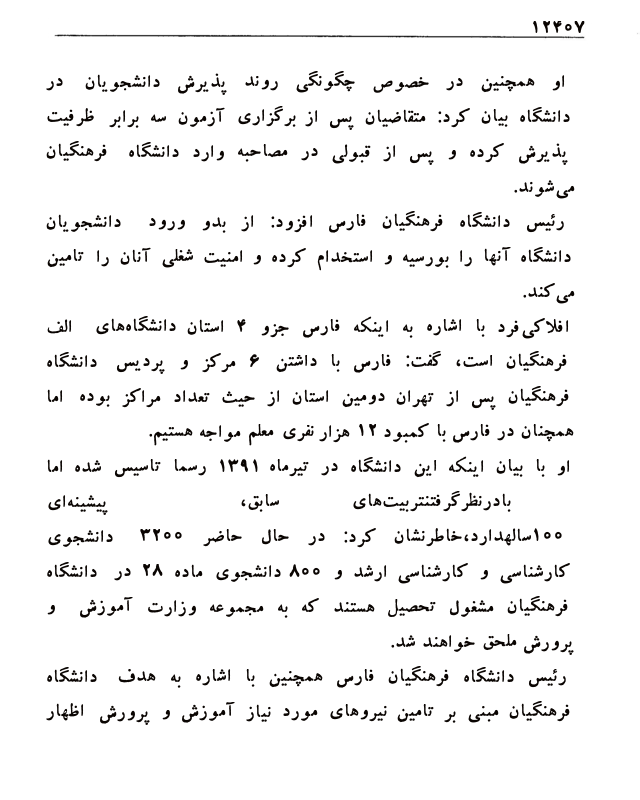 ۱۲۴۰۷
او همچنین در خصوص چگونگی روند پذیرش دانشجویان در
دانشگاه بیان کرد: متقاضیان پس از برگزاری آزمون سه برابر ظرفیت
پذیرش کرده و پس از قبولی در مصاحبه وارد دانشگاه فرهنگیان
می‌شوند.
رئیس دانشگاه فرهنگیان فارس افزود: از بدو ورود دانشجویان
دانشگاه آنها را بورسیه و استخدام کرده و امنیت شغلی آنان را تامین
می‌کند.
افلاکی‌فرد با اشاره به اینکه فارس جزو ۴ استان دانشگاه‌های الف
فرهنگیان است، گفت: فارس با داشتن ۶ مرکز و پردیس دانشگاه
فرهنگیان پس از تهران دومین استان از حیث تعداد مراکز بوده اما
همچنان در فارس با کمبود ۱۲ هزار نفری معلم مواجه هستیم.
او با بیان اینکه این دانشگاه در تیرماه ۱۳۹۱ رسما تاسیس شده اما
بادرنظرگرفتنتربیت‌های سابق، پیشینه‌ای
۱۰۰سالهدارد،خاطرنشان کرد: در حال حاضر ۳۲۰۰ دانشجوی
کارشناسی و کارشناسی ارشد و ۸۰۰ دانشجوی ماده ۲۸ در دانشگاه
فرهنگیان مشغول تحصیل هستند که به مجموعه وزارت آموزش و
پرورش ملحق خواهند شد.
رئیس دانشگاه فرهنگیان فارس همچنین با اشاره به هدف دانشگاه
فرهنگیان مبنی بر تامین نیروهای مورد نیاز آموزش و پرورش اظهار